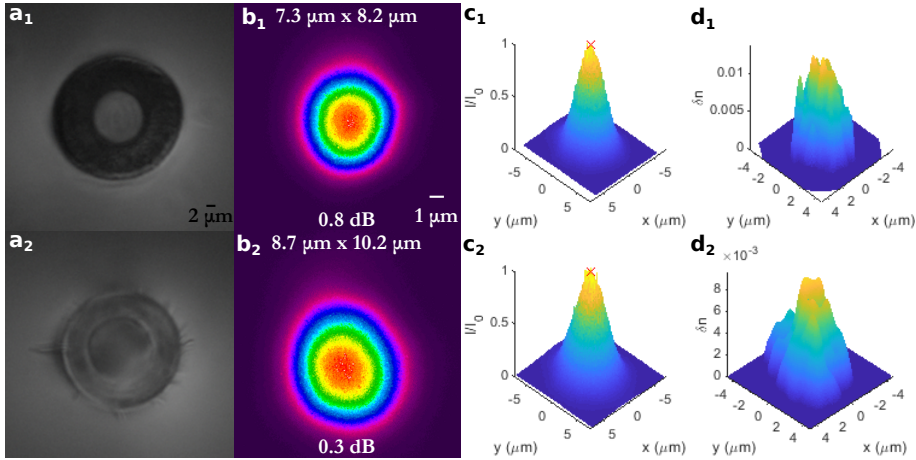 a1
b1 7.3 µm x 8.2 µm
c1
d1
2 µm
1 µm
0.8 dB
I/I0
1
0.5
0
-5
0
5
y (µm)
-5
0
5
x (µm)
δn
0.01
0.005
0
-4
-2
0
2
4
y (µm)
-4
-2
0
2
4
x (µm)
a2
b2 8.7 µm x 10.2 µm
c2
d2
0.3 dB
I/I0
1
0.5
0
-5
0
5
y (µm)
-5
0
5
x (µm)
× 10-3
δn
8
6
4
2
0
-4
-2
0
2
4
y (µm)
-4
-2
0
2
4
x (µm)